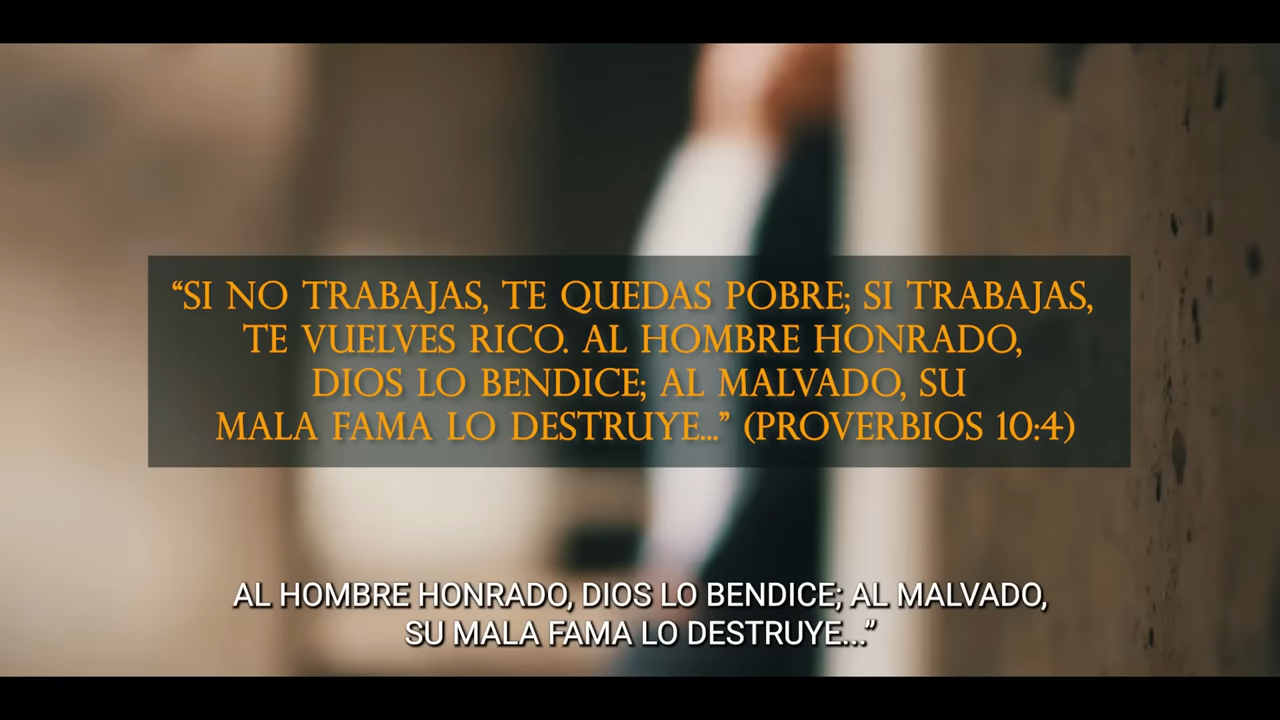 “SI NO TRABAJAS, TE QUEDAS POBRE; SI TRABAJAS,
TE VUELVES RICO. AL HOMBRE HONRADO,
DIOS LO BENDICE; AL MALVADO, SU
MALA FAMA LO DESTRUYE...” (PROVERBIOS 10:4)
AL HOMBRE HONRADO, DIOS LO BENDICE; AL MALVADO,
SU MALA FAMA LO DESTRUYE...”